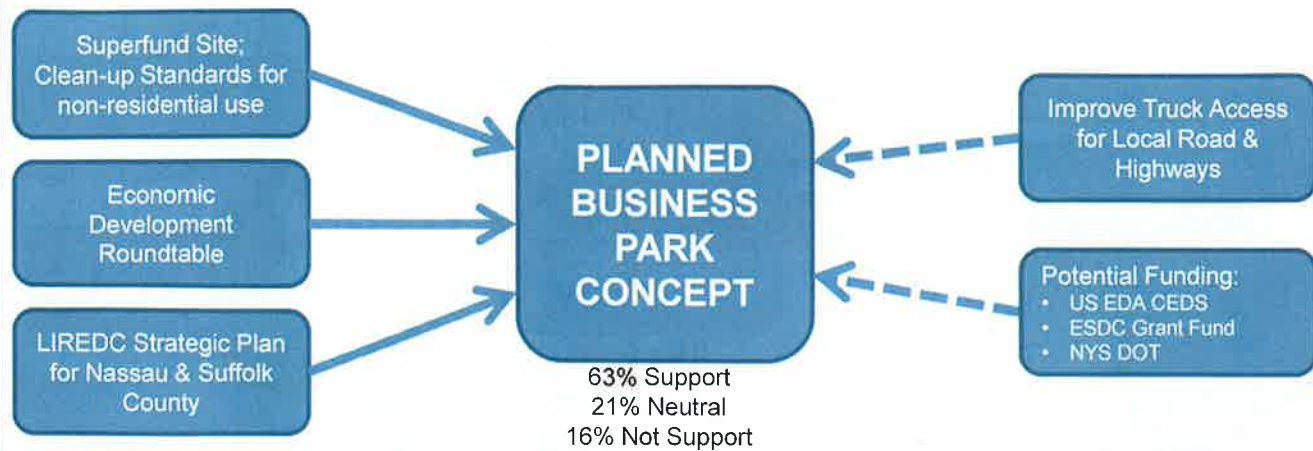 Superfund Site;
Clean-up Standards for
non-residential use
Economic
Development
Roundtable
LIREDC Strategic Plan
for Nassau & Suffolk
County
PLANNED
BUSINESS
PARK
CONCEPT
63% Support
21% Neutral
16% Not Support
Improve Truck Access
for Local Road &
Highways
Potential Funding:
• US EDA CEDS
• ESDC Grant Fund
• NYS DOT